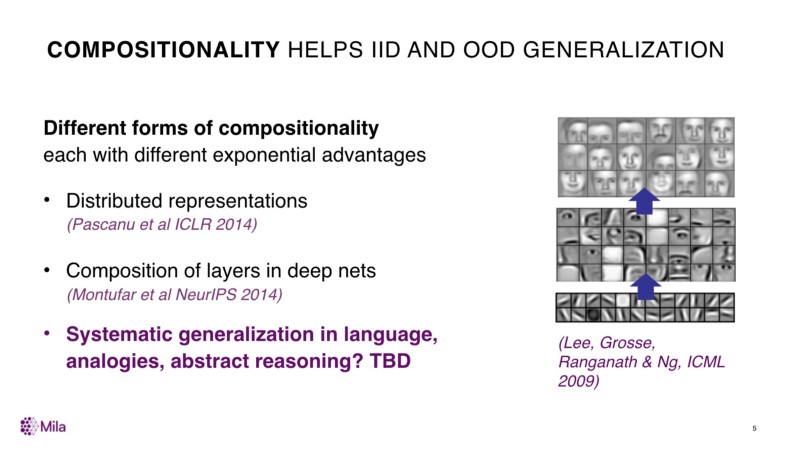 COMPOSITIONALITY HELPS IID AND OOD GENERALIZATION
Different forms of compositionality
each with different exponential advantages
• Distributed representations
(Pascanu et al ICLR 2014)
• Composition of layers in deep nets
(Montufar et al NeurIPS 2014)
• Systematic generalization in language,
analogies, abstract reasoning? TBD
(Lee, Grosse,
Ranganath & Ng, ICML
2009)
Mila
5